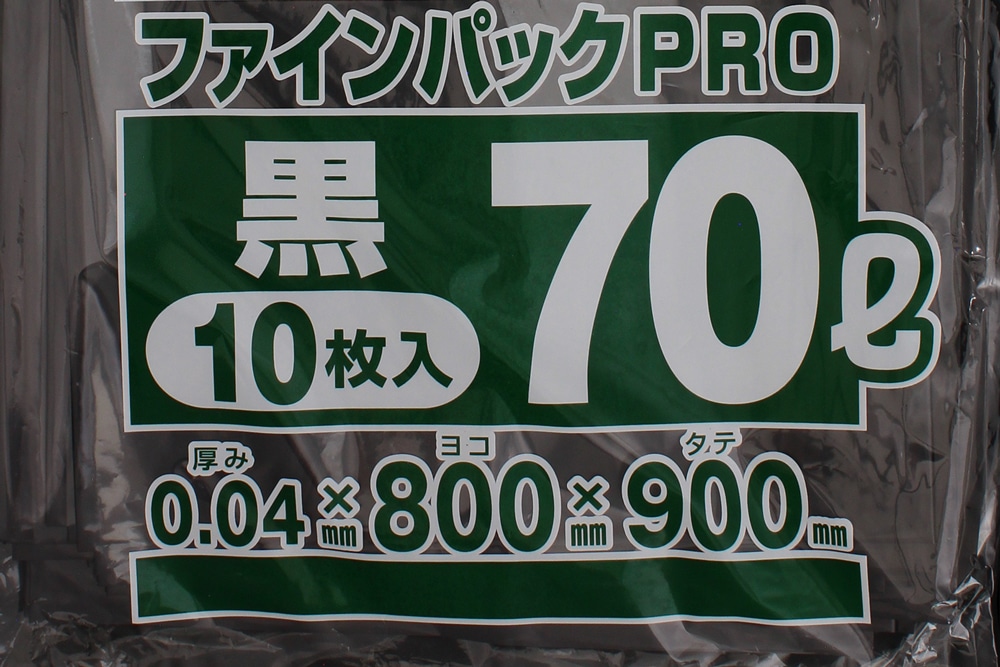 ファインパックPRO
黒 70ℓ
10枚入
厚み ヨコ タテ
0.04mm×800mm×900mm